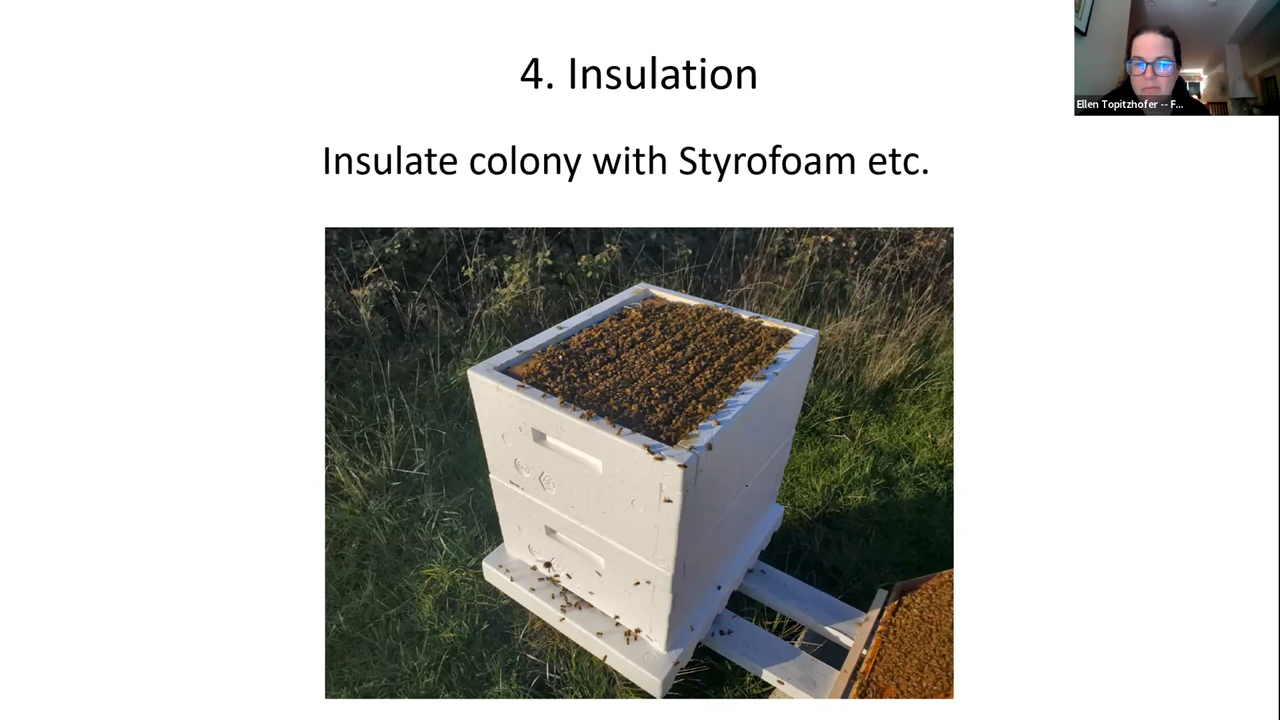 4. Insulation
Insulate colony with Styrofoam etc.
Ellen Topitzhofer -- F...